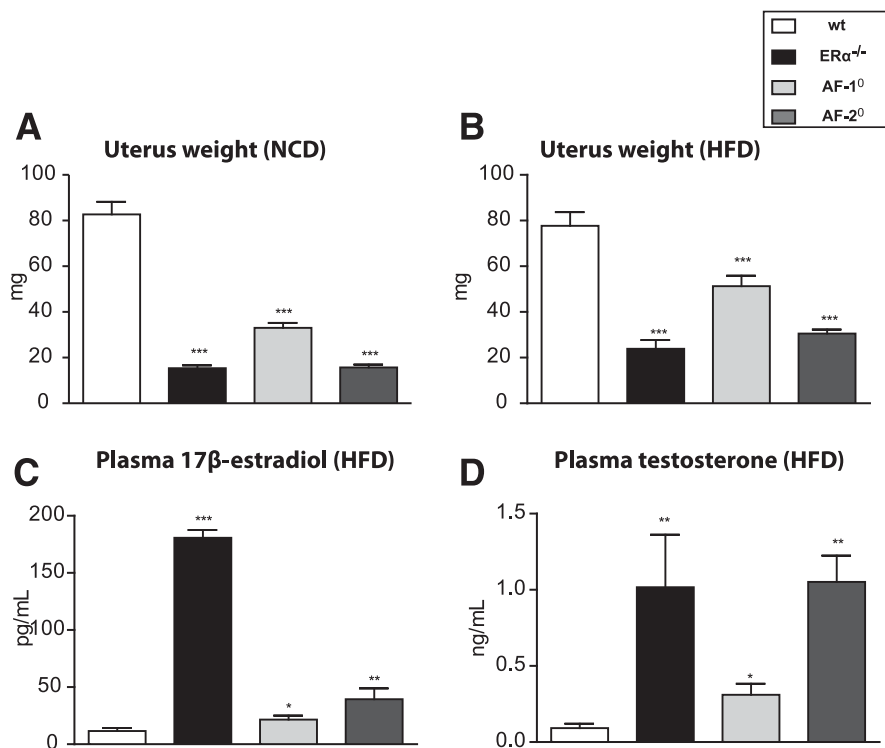 wt
ERα⁻/⁻
AF-1⁰
AF-2⁰
A
Uterus weight (NCD)
100
80
60
40
20
0
mg
***
***
***
B
Uterus weight (HFD)
100
80
60
40
20
0
mg
***
***
***
C
Plasma 17β-estradiol (HFD)
200
150
100
50
0
pg/mL
***
*
**
D
Plasma testosterone (HFD)
1.5
1.0
0.5
0.0
ng/mL
**
*
**